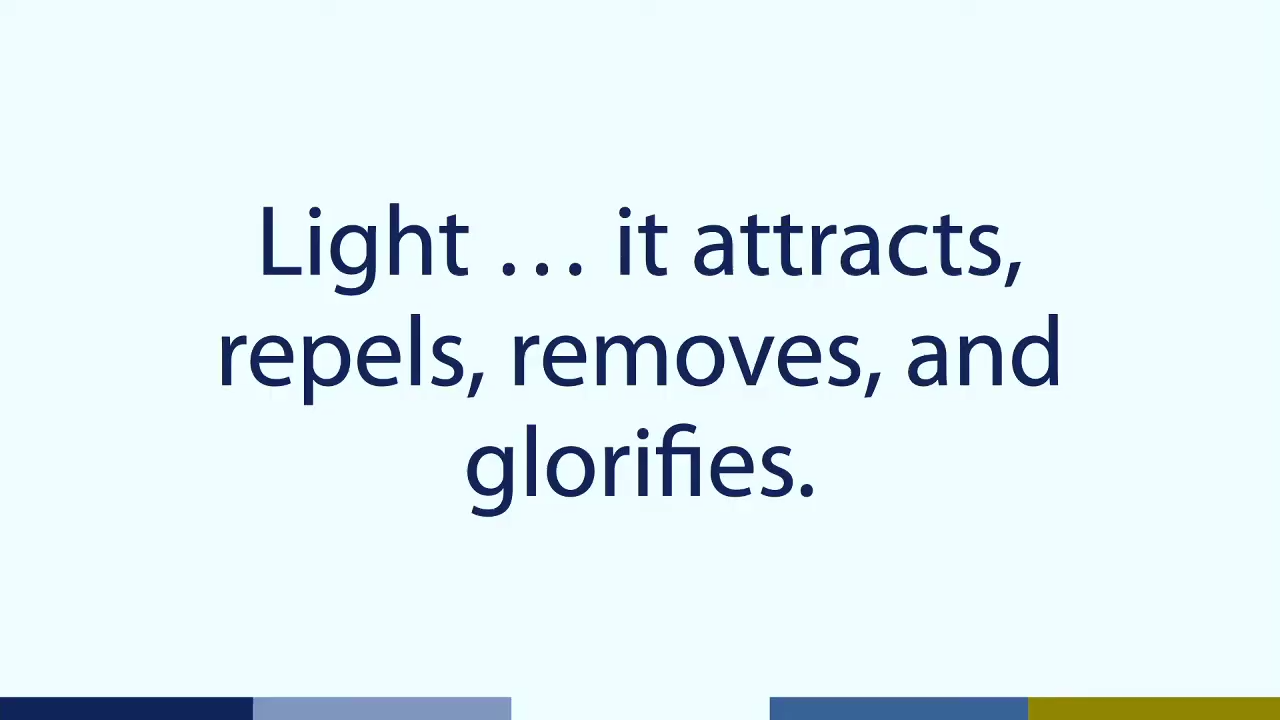 Light … it attracts,
repels, removes, and
glorifies.